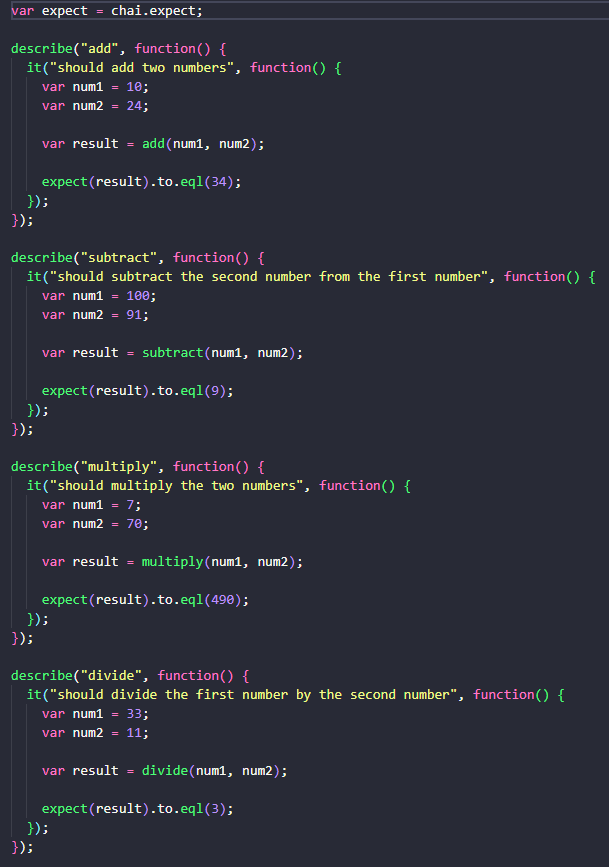 var expect = chai.expect;
describe("add", function() {
  it("should add two numbers", function() {
    var num1 = 10;
    var num2 = 24;
    var result = add(num1, num2);
    expect(result).to.eql(34);
  });
});
describe("subtract", function() {
  it("should subtract the second number from the first number", function() {
    var num1 = 100;
    var num2 = 91;
    var result = subtract(num1, num2);
    expect(result).to.eql(9);
  });
});
describe("multiply", function() {
  it("should multiply the two numbers", function() {
    var num1 = 7;
    var num2 = 70;
    var result = multiply(num1, num2);
    expect(result).to.eql(490);
  });
});
describe("divide", function() {
  it("should divide the first number by the second number", function() {
    var num1 = 33;
    var num2 = 11;
    var result = divide(num1, num2);
    expect(result).to.eql(3);
  });
});